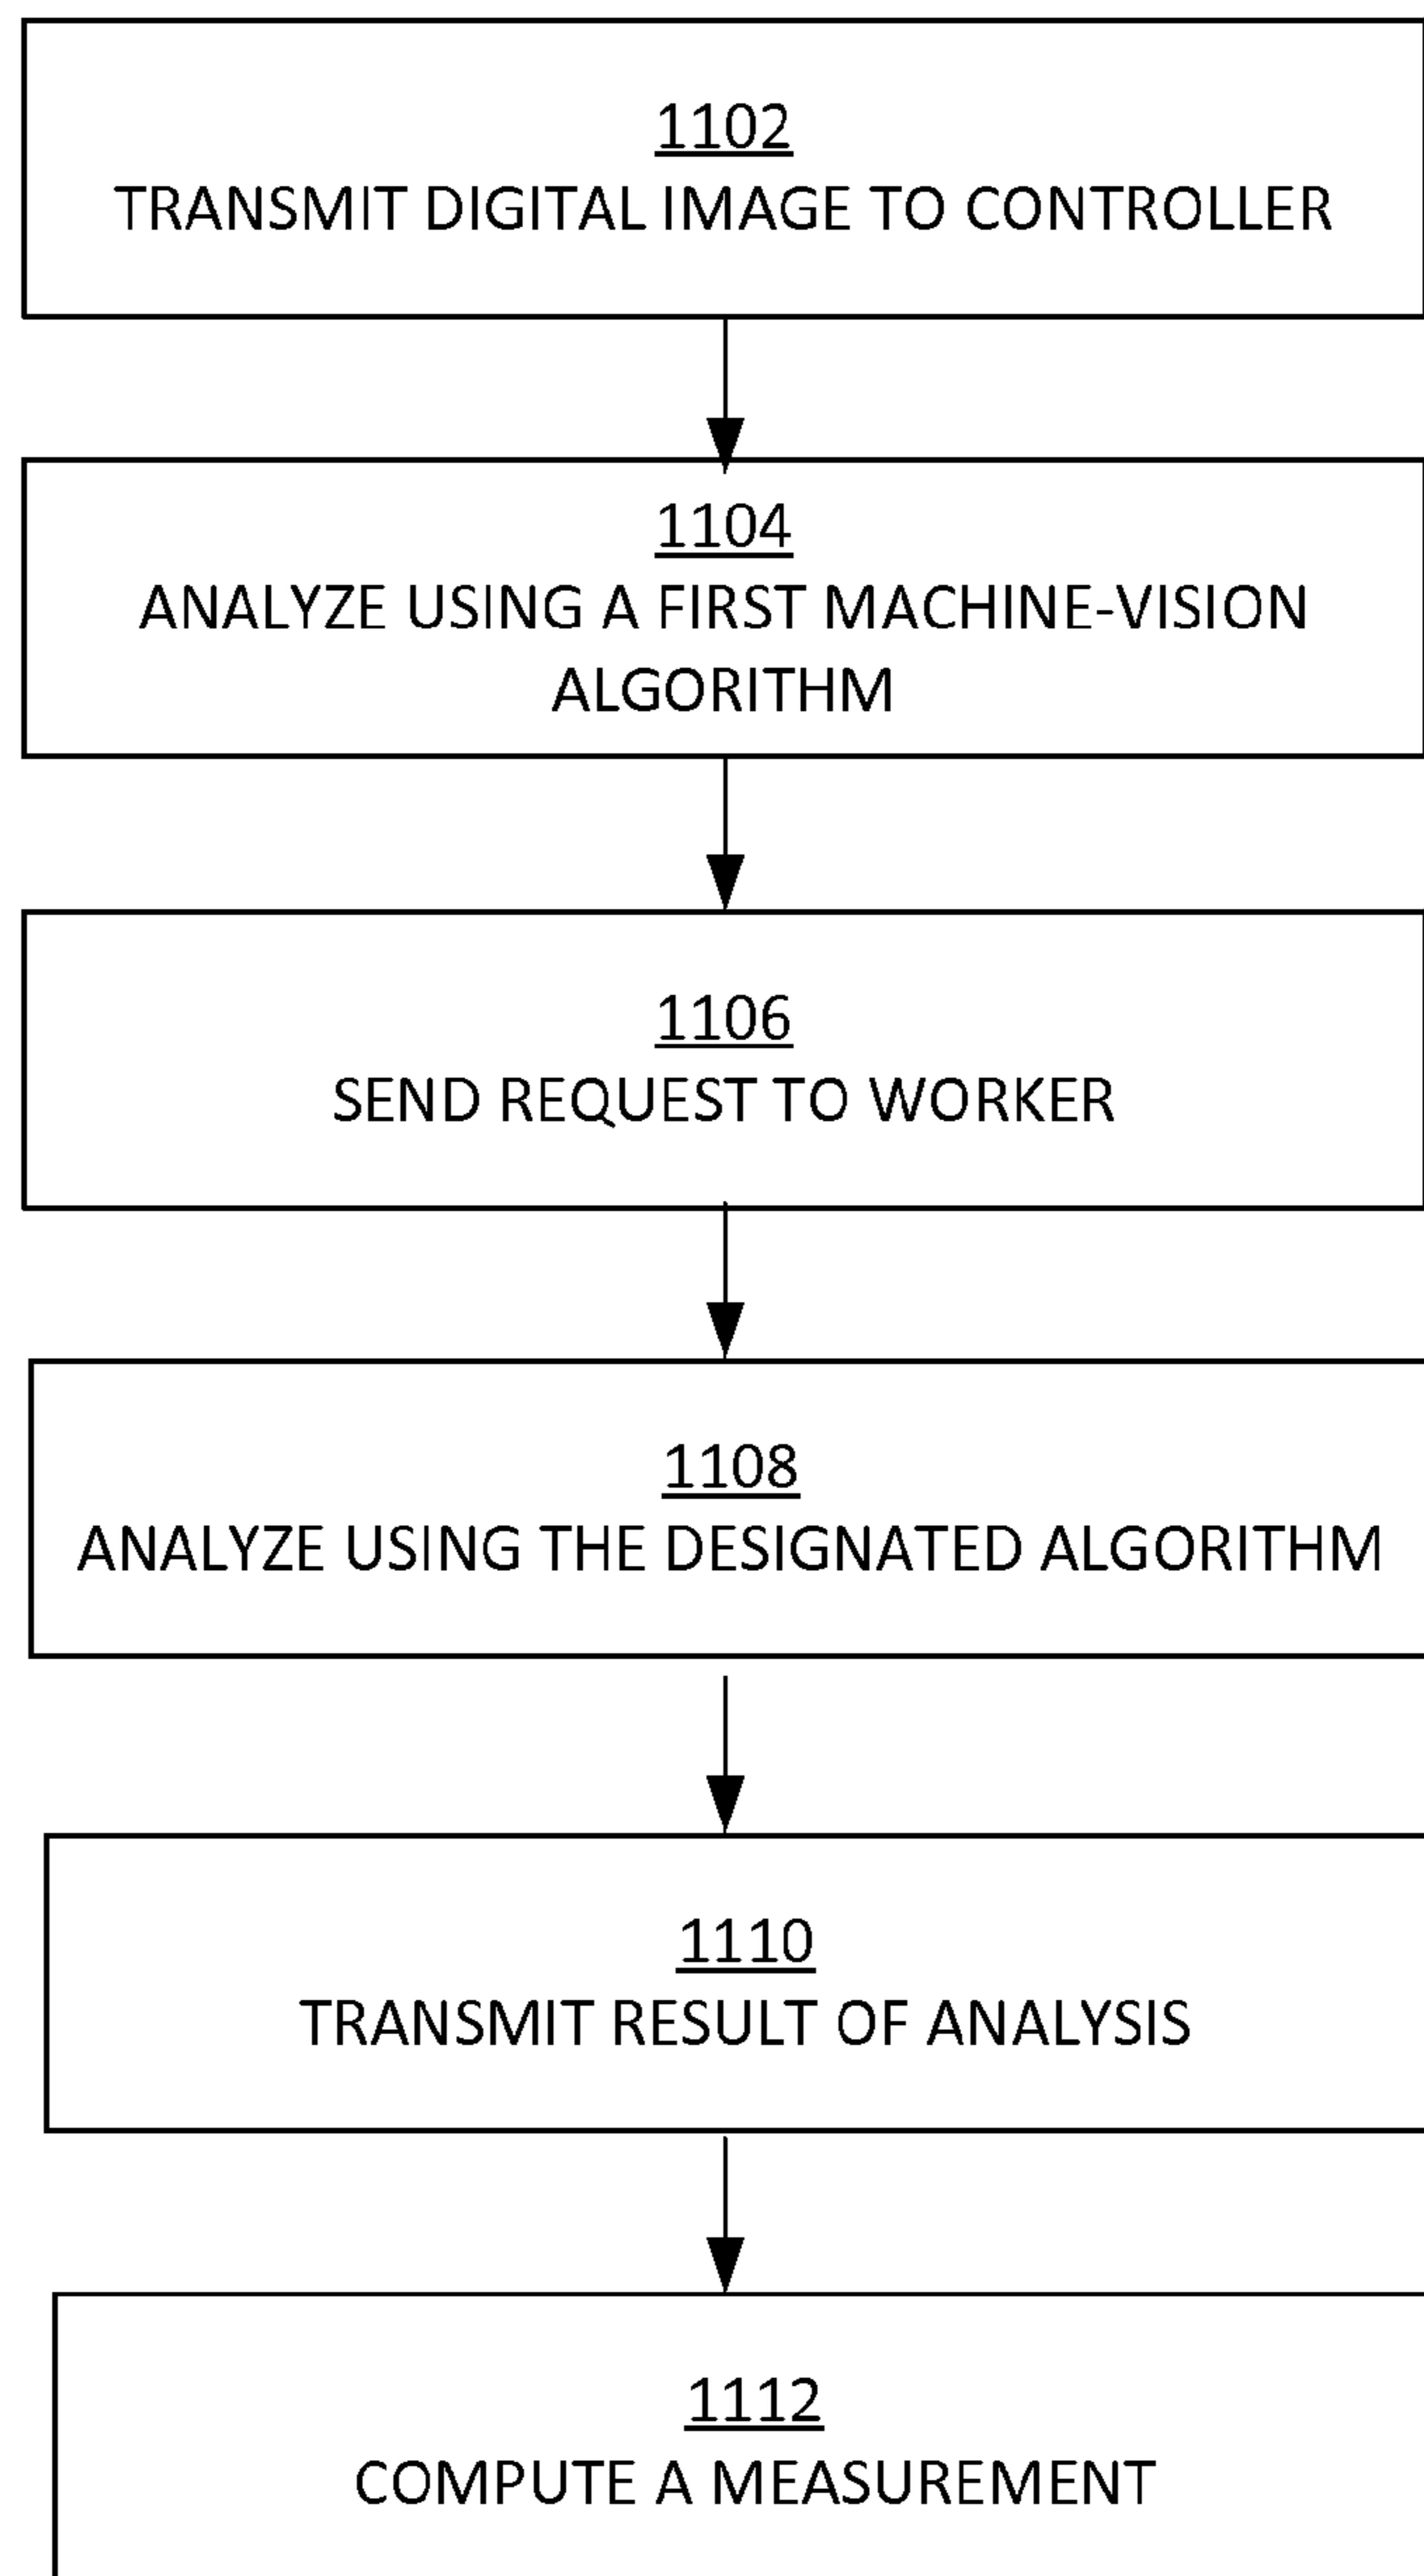 1102
TRANSMIT DIGITAL IMAGE TO CONTROLLER
1104
ANALYZE USING A FIRST MACHINE-VISION
ALGORITHM
1106
SEND REQUEST TO WORKER
1108
ANALYZE USING THE DESIGNATED ALGORITHM
1110
TRANSMIT RESULT OF ANALYSIS
1112
COMPUTE A MEASUREMENT